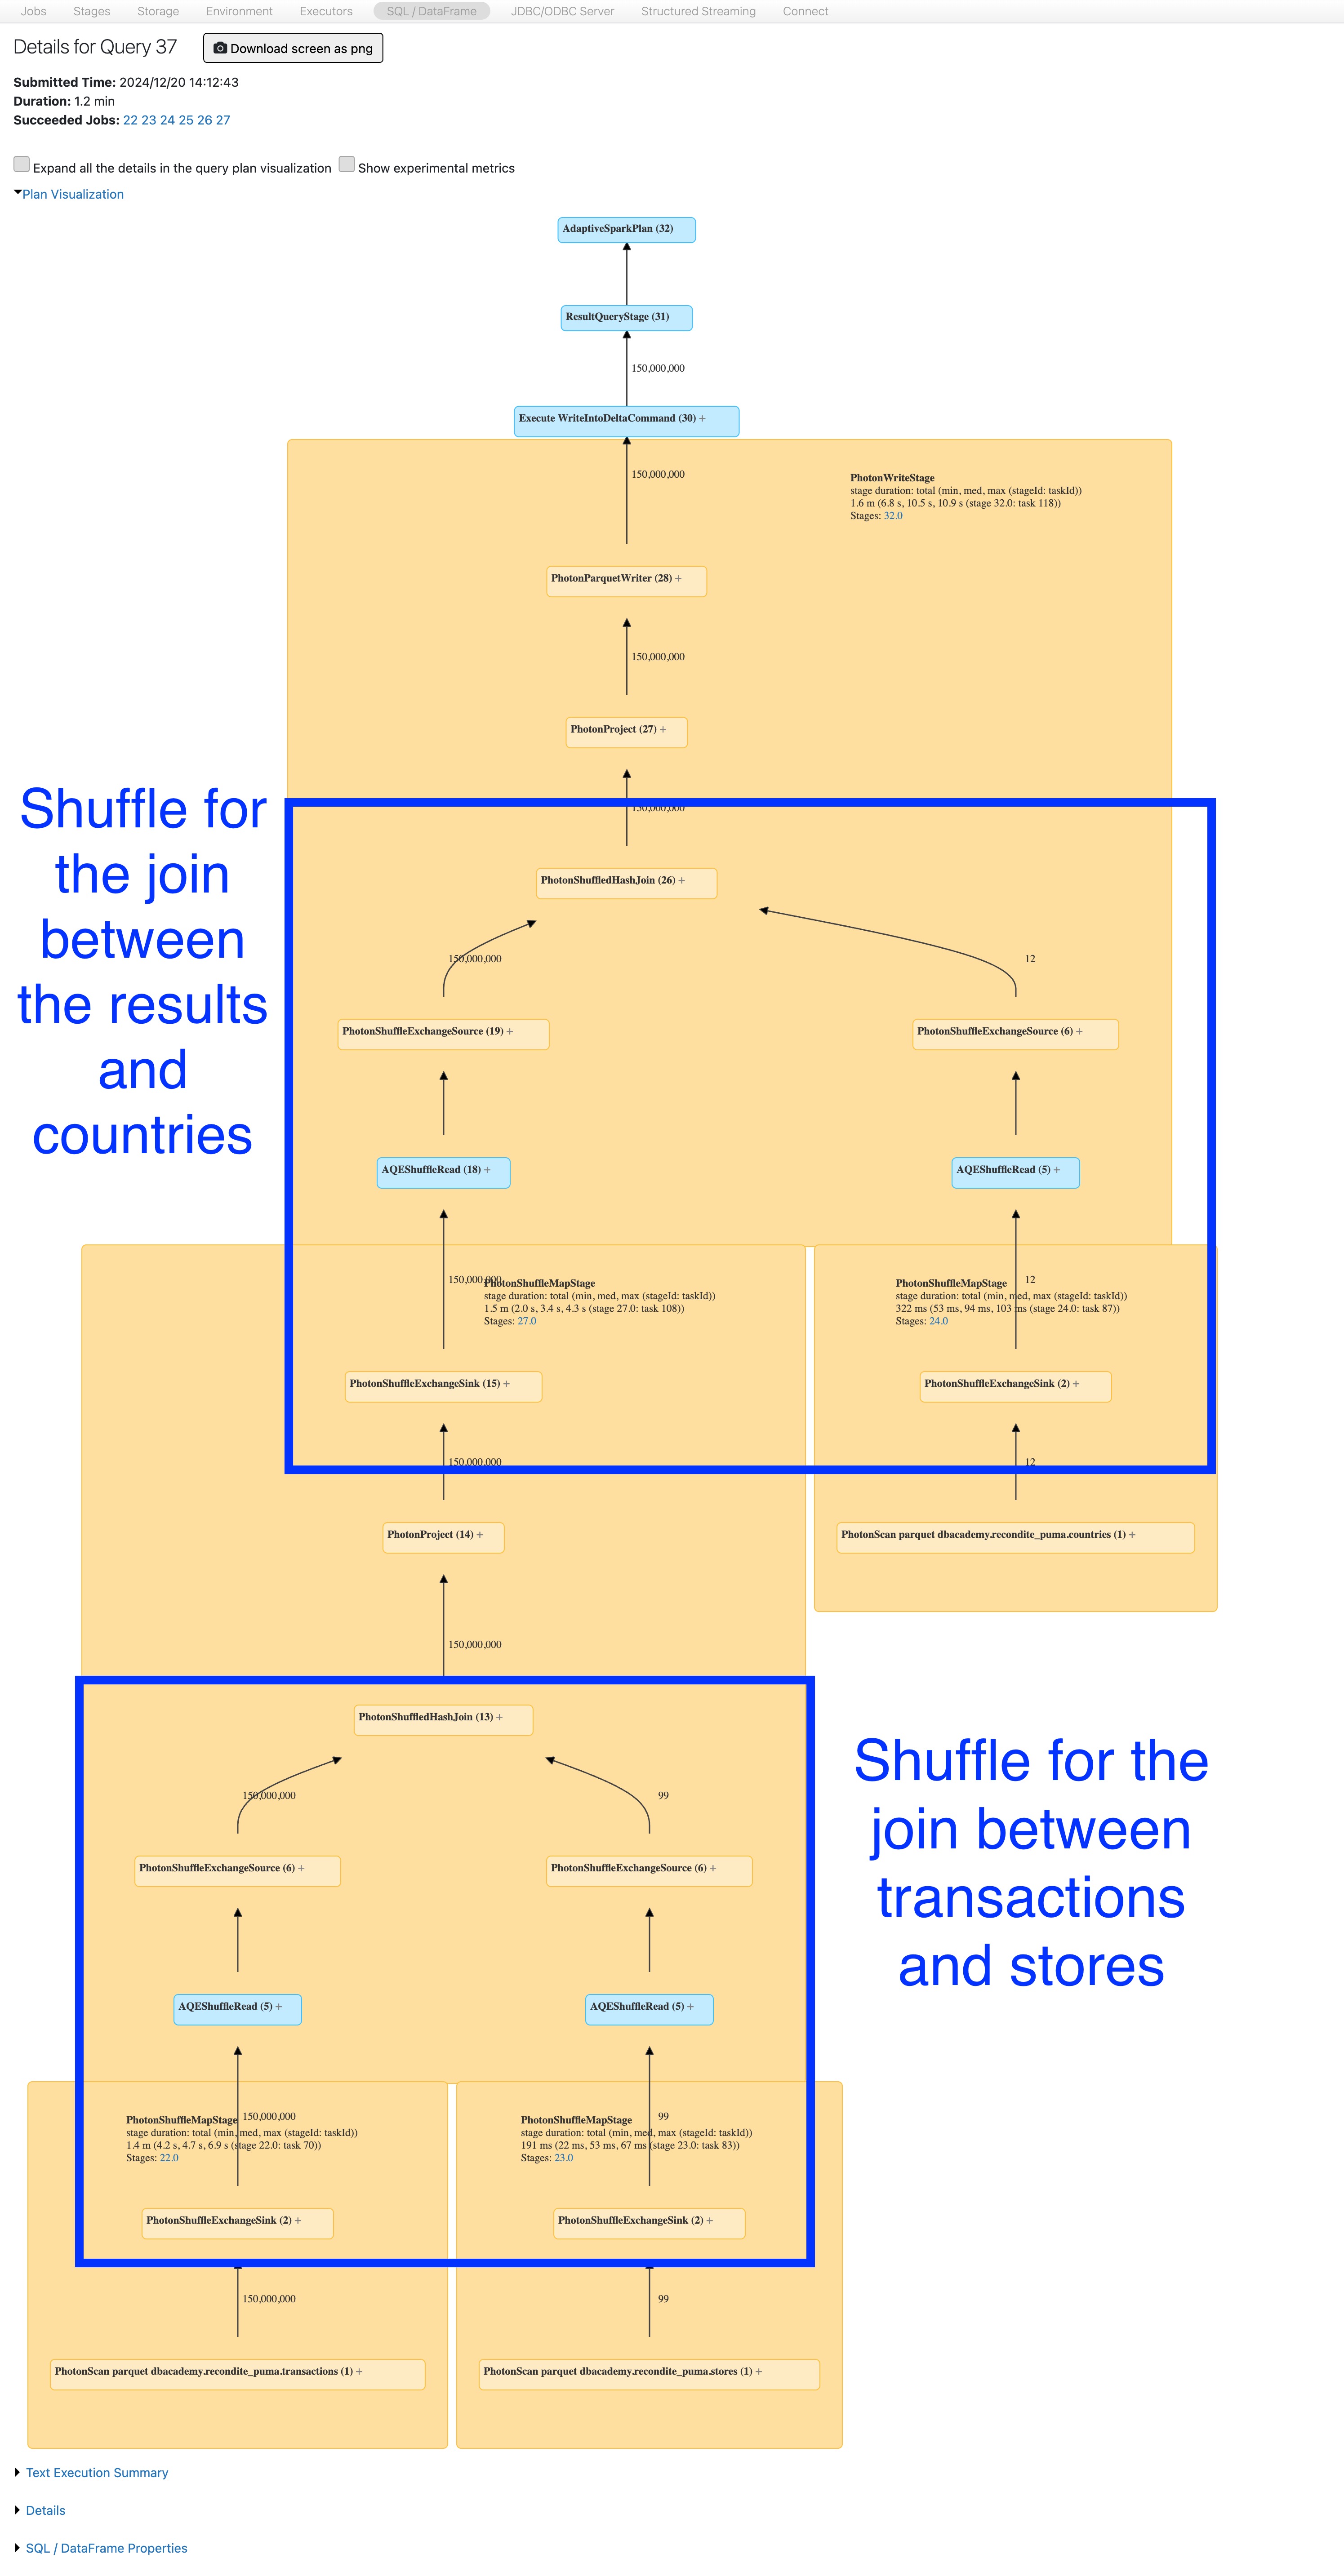 Jobs Stages Storage Environment Executors SQL / DataFrame JDBC/ODBC Server Structured Streaming Connect
Details for Query 37
Download screen as png
Submitted Time: 2024/12/20 14:12:43
Duration: 1.2 min
Succeeded Jobs: 22 23 24 25 26 27
Expand all the details in the query plan visualization
Show experimental metrics
Plan Visualization
AdaptiveSparkPlan (32)
ResultQueryStage (31)
150,000,000
Execute WriteIntoDeltaCommand (30) +
150,000,000
PhotonWriteStage
stage duration: total (min, med, max (stageId: taskId))
1.6 m (6.8 s, 10.5 s, 10.9 s (stage 32.0: task 118))
Stages: 32.0
PhotonParquetWriter (28) +
150,000,000
PhotonProject (27) +
150,000,000
Shuffle for
the join
between
the results
and
countries
PhotonShuffledHashJoin (26) +
150,000,000
12
PhotonShuffleExchangeSource (19) +
PhotonShuffleExchangeSource (6) +
AQEShuffleRead (18) +
AQEShuffleRead (5) +
150,000,000
PhotonShuffleMapStage
stage duration: total (min, med, max (stageId: taskId))
1.5 m (2.0 s, 3.4 s, 4.3 s (stage 27.0: task 108))
Stages: 27.0
12
PhotonShuffleMapStage
stage duration: total (min, med, max (stageId: taskId))
322 ms (53 ms, 94 ms, 103 ms (stage 24.0: task 87))
Stages: 24.0
PhotonShuffleExchangeSink (15) +
PhotonShuffleExchangeSink (2) +
150,000,000
12
PhotonProject (14) +
PhotonScan parquet dbacademy.recondite_puma.countries (1) +
150,000,000
PhotonShuffledHashJoin (13) +
Shuffle for the
join between
transactions
and stores
150,000,000
99
PhotonShuffleExchangeSource (6) +
PhotonShuffleExchangeSource (6) +
AQEShuffleRead (5) +
AQEShuffleRead (5) +
150,000,000
PhotonShuffleMapStage
stage duration: total (min, med, max (stageId: taskId))
1.4 m (4.2 s, 4.7 s, 6.9 s (stage 22.0: task 70))
Stages: 22.0
99
PhotonShuffleMapStage
stage duration: total (min, med, max (stageId: taskId))
191 ms (22 ms, 53 ms, 67 ms (stage 23.0: task 83))
Stages: 23.0
PhotonShuffleExchangeSink (2) +
PhotonShuffleExchangeSink (2) +
150,000,000
99
PhotonScan parquet dbacademy.recondite_puma.transactions (1) +
PhotonScan parquet dbacademy.recondite_puma.stores (1) +
Text Execution Summary
Details
SQL / DataFrame Properties